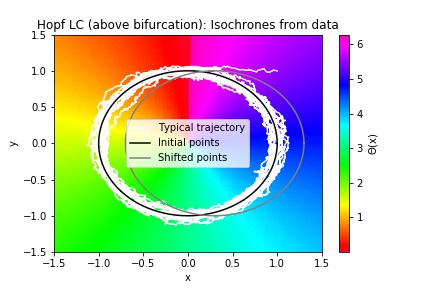 Hopf LC (above bifurcation): Isochrones from data
1.5
1.0
0.5
0.0
−0.5
−1.0
−1.5
y
−1.5
−1.0
−0.5
0.0
0.5
1.0
1.5
x
Typical trajectory
Initial points
Shifted points
6
5
4
3
2
1
Θ(x)